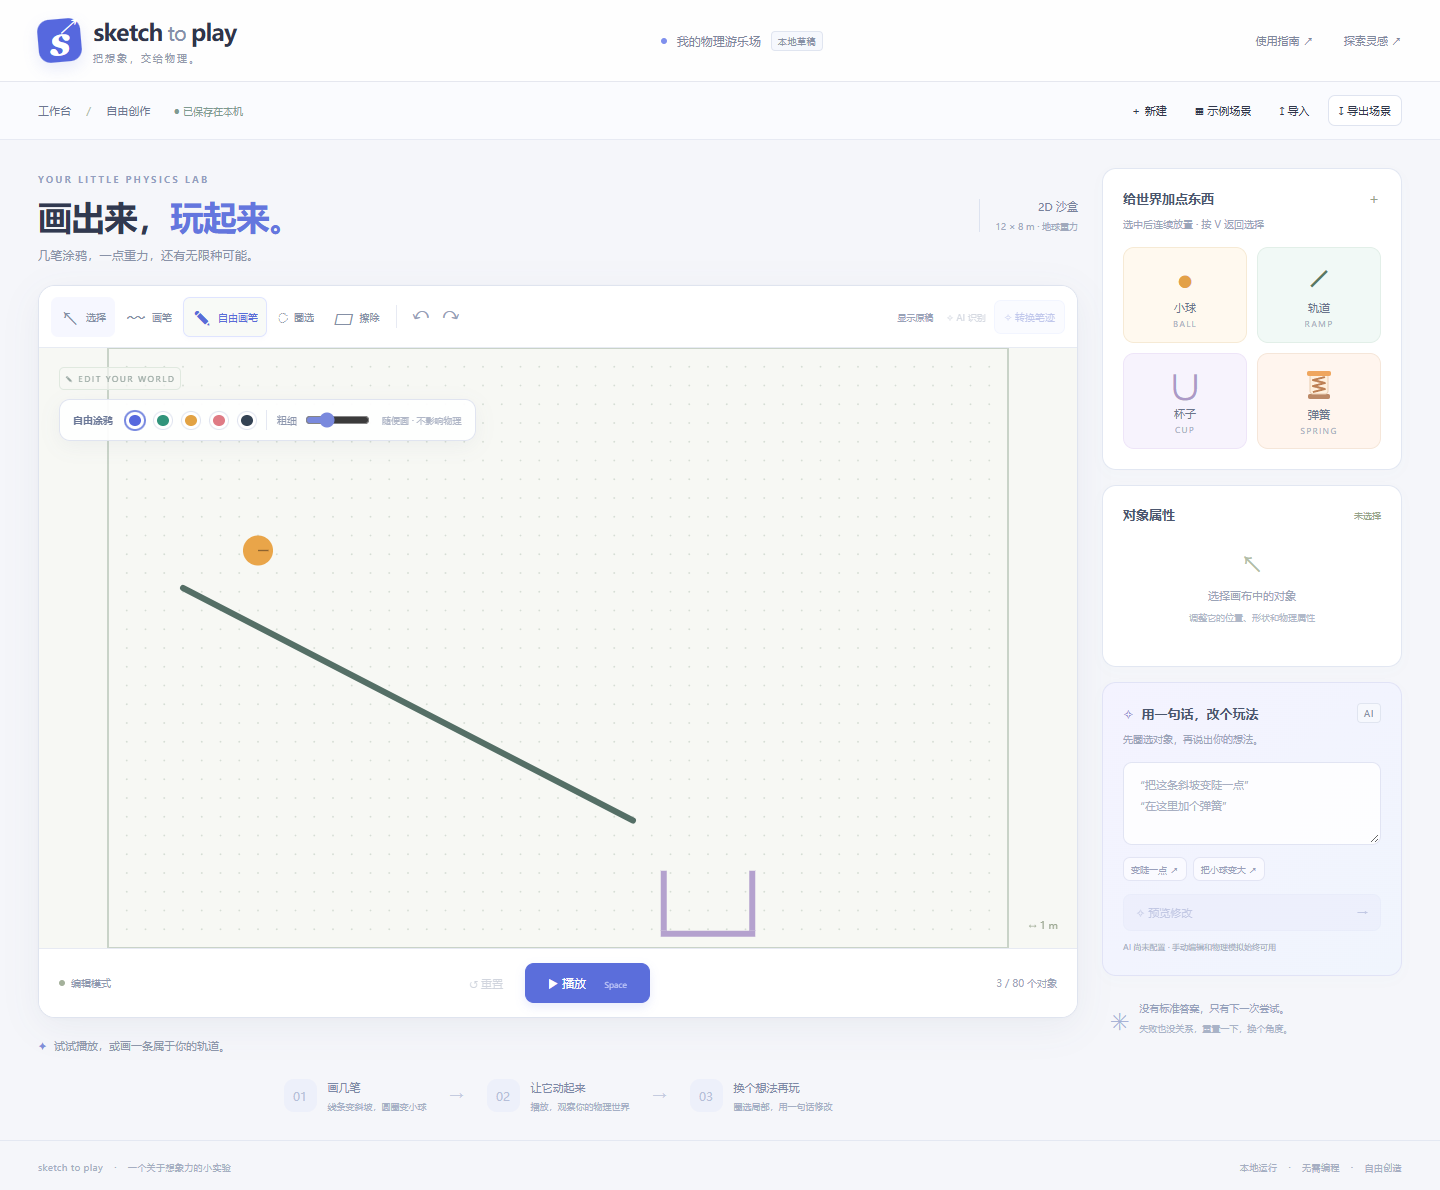 sketch to play
把想象，交给物理。
我的物理游乐场 本地草稿
使用指南 ↗ 探索灵感 ↗
工作台 / 自由创作 已保存在本机
+ 新建 示例场景 导入 导出场景
YOUR LITTLE PHYSICS LAB
画出来，玩起来。
几笔涂鸦，一点重力，还有无限种可能。
2D 沙盒
12 × 8 m · 地球重力
选择 画笔 自由画笔 圈选 擦除
显示原稿 AI 识别 转换笔迹
EDIT YOUR WORLD
自由涂鸦 粗细 随便画 · 不影响物理
↔ 1 m
编辑模式 ↺ 重置 ▶ 播放 Space 3 / 80 个对象
试试播放，或画一条属于你的轨道。
给世界加点东西 +
选中后连续放置 · 按 V 返回选择
小球
BALL
轨道
RAMP
杯子
CUP
弹簧
SPRING
对象属性 未选择
选择画布中的对象
调整它的位置、形状和物理属性
用一句话，改个玩法 AI
先圈选对象，再说出你的想法。
“把这条斜坡变陡一点”
“在这里加个弹簧”
变陡一点 ↗ 把小球变大 ↗
预览修改 →
AI 尚未配置 · 手动编辑和物理模拟始终可用
没有标准答案，只有下一次尝试。
失败也没关系，重置一下，换个角度。
01 画几笔
线条变斜坡，圆圈变小球
→
02 让它动起来
播放，观察你的物理世界
→
03 换个想法再玩
圈选局部，用一句话修改
sketch to play · 一个关于想象力的小实验
本地运行 · 无需编程 · 自由创造